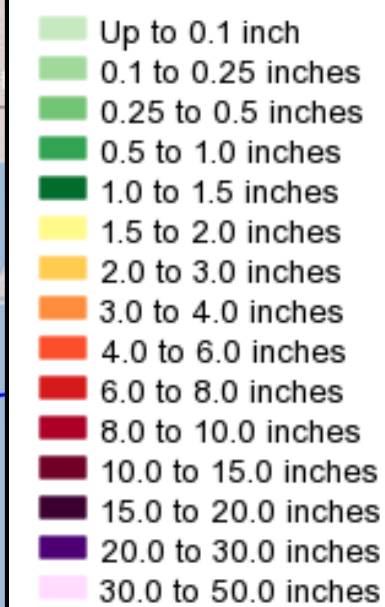 Up to 0.1 inch
0.1 to 0.25 inches
0.25 to 0.5 inches
0.5 to 1.0 inches
1.0 to 1.5 inches
1.5 to 2.0 inches
2.0 to 3.0 inches
3.0 to 4.0 inches
4.0 to 6.0 inches
6.0 to 8.0 inches
8.0 to 10.0 inches
10.0 to 15.0 inches
15.0 to 20.0 inches
20.0 to 30.0 inches
30.0 to 50.0 inches